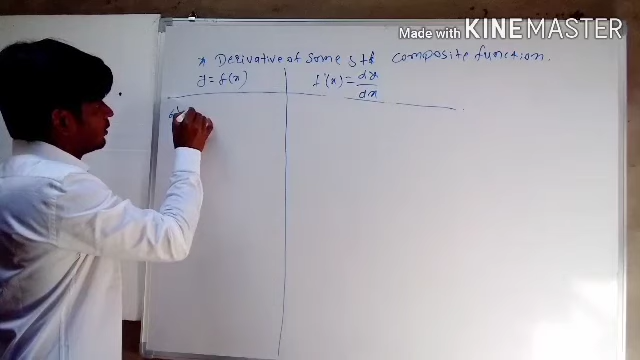 Made with KINEMASTER
* Derivative of Some std composite function.
y = f(x) f'(x) = dy/dx